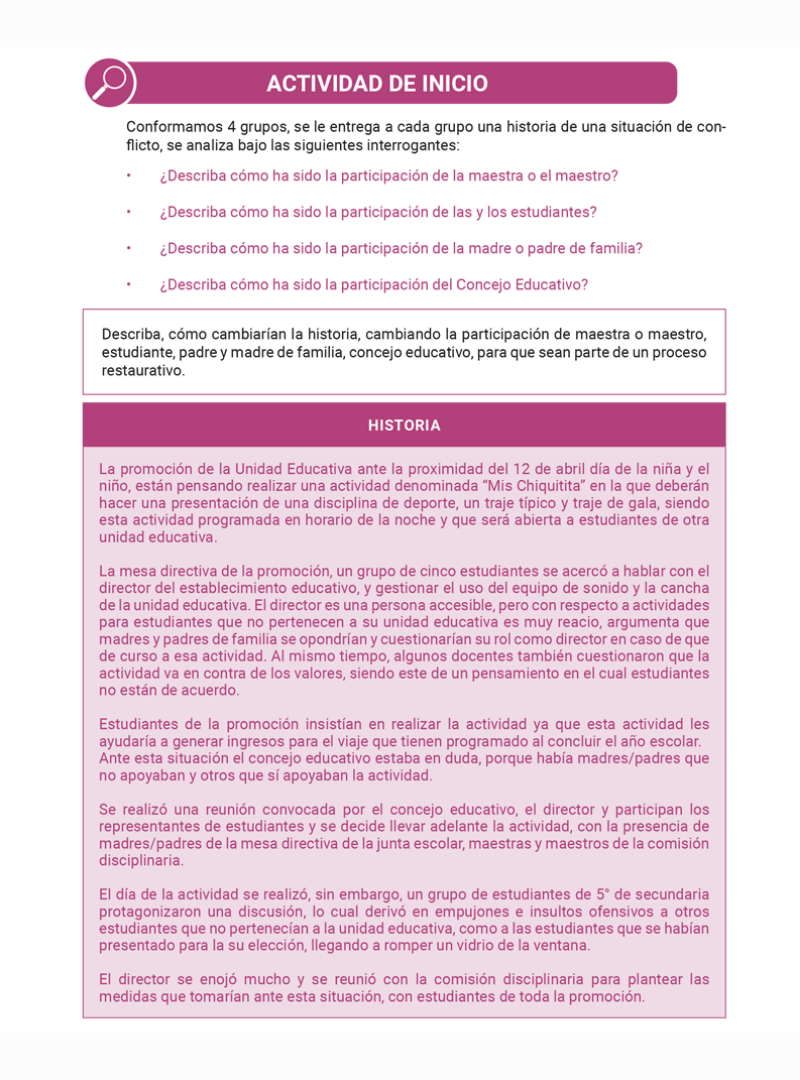 ACTIVIDAD DE INICIO
Conformamos 4 grupos, se le entrega a cada grupo una historia de una situación de con-
flicto, se analiza bajo las siguientes interrogantes:
• ¿Describa cómo ha sido la participación de la maestra o el maestro?
• ¿Describa cómo ha sido la participación de las y los estudiantes?
• ¿Describa cómo ha sido la participación de la madre o padre de familia?
• ¿Describa cómo ha sido la participación del Concejo Educativo?
Describa, cómo cambiarían la historia, cambiando la participación de maestra o maestro,
estudiante, padre y madre de familia, concejo educativo, para que sean parte de un proceso
restaurativo.
HISTORIA
La promoción de la Unidad Educativa ante la proximidad del 12 de abril día de la niña y el
niño, están pensando realizar una actividad denominada “Mis Chiquitita” en la que deberán
hacer una presentación de una disciplina de deporte, un traje típico y traje de gala, siendo
esta actividad programada en horario de la noche y que será abierta a estudiantes de otra
unidad educativa.
La mesa directiva de la promoción, un grupo de cinco estudiantes se acercó a hablar con el
director del establecimiento educativo, y gestionar el uso del equipo de sonido y la cancha
de la unidad educativa. El director es una persona accesible, pero con respecto a actividades
para estudiantes que no pertenecen a su unidad educativa es muy reacio, argumenta que
madres y padres de familia se opondrían y cuestionarían su rol como director en caso de que
de curso a esa actividad. Al mismo tiempo, algunos docentes también cuestionaron que la
actividad va en contra de los valores, siendo este de un pensamiento en el cual estudiantes
no están de acuerdo.
Estudiantes de la promoción insistían en realizar la actividad ya que esta actividad les
ayudaría a generar ingresos para el viaje que tienen programado al concluir el año escolar.
Ante esta situación el concejo educativo estaba en duda, porque había madres/padres que
no apoyaban y otros que sí apoyaban la actividad.
Se realizó una reunión convocada por el concejo educativo, el director y participan los
representantes de estudiantes y se decide llevar adelante la actividad, con la presencia de
madres/padres de la mesa directiva de la junta escolar, maestras y maestros de la comisión
disciplinaria.
El día de la actividad se realizó, sin embargo, un grupo de estudiantes de 5° de secundaria
protagonizaron una discusión, lo cual derivó en empujones e insultos ofensivos a otros
estudiantes que no pertenecían a la unidad educativa, como a las estudiantes que se habían
presentado para la su elección, llegando a romper un vidrio de la ventana.
El director se enojó mucho y se reunió con la comisión disciplinaria para plantear las
medidas que tomarían ante esta situación, con estudiantes de toda la promoción.